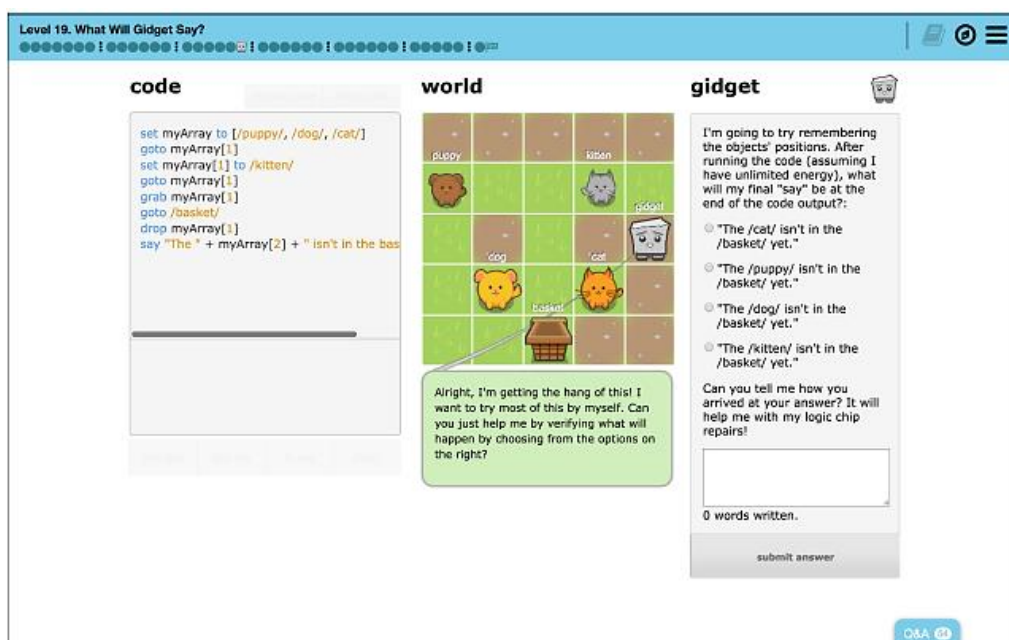 Level 19. What Will Gidget Say?
code
world
gidget
set myArray to [/puppy/, /dog/, /cat/]
goto myArray[1]
set myArray[1] to /kitten/
goto myArray[1]
grab myArray[1]
goto /basket/
drop myArray[1]
say "The " + myArray[2] + " isn't in the bas
puppy
kitten
gidget
dog
cat
basket
Alright, I'm getting the hang of this! I
want to try most of this by myself. Can
you just help me by verifying what will
happen by choosing from the options on
the right?
I'm going to try remembering
the objects' positions. After
running the code (assuming I
have unlimited energy), what
will my final "say" be at the
end of the code output?:
"The /cat/ isn't in the
/basket/ yet."
"The /puppy/ isn't in the
/basket/ yet."
"The /dog/ isn't in the
/basket/ yet."
"The /kitten/ isn't in the
/basket/ yet."
Can you tell me how you
arrived at your answer? It will
help me with my logic chip
repairs!
0 words written.
submit answer
Q&A 64